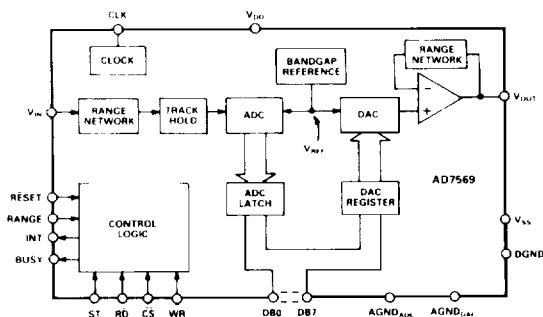 CLK
VDD
CLOCK
RANGE
NETWORK
BANDGAP
REFERENCE
VIN
RANGE
NETWORK
TRACK
HOLD
ADC
DAC
VOUT
VREF
AD7569
ADC
LATCH
DAC
REGISTER
RESET
RANGE
INT
BUSY
CONTROL
LOGIC
VSS
DGND
ST
RD
CS
WR
DB0
DB7
AGNDADC
AGNDDAC